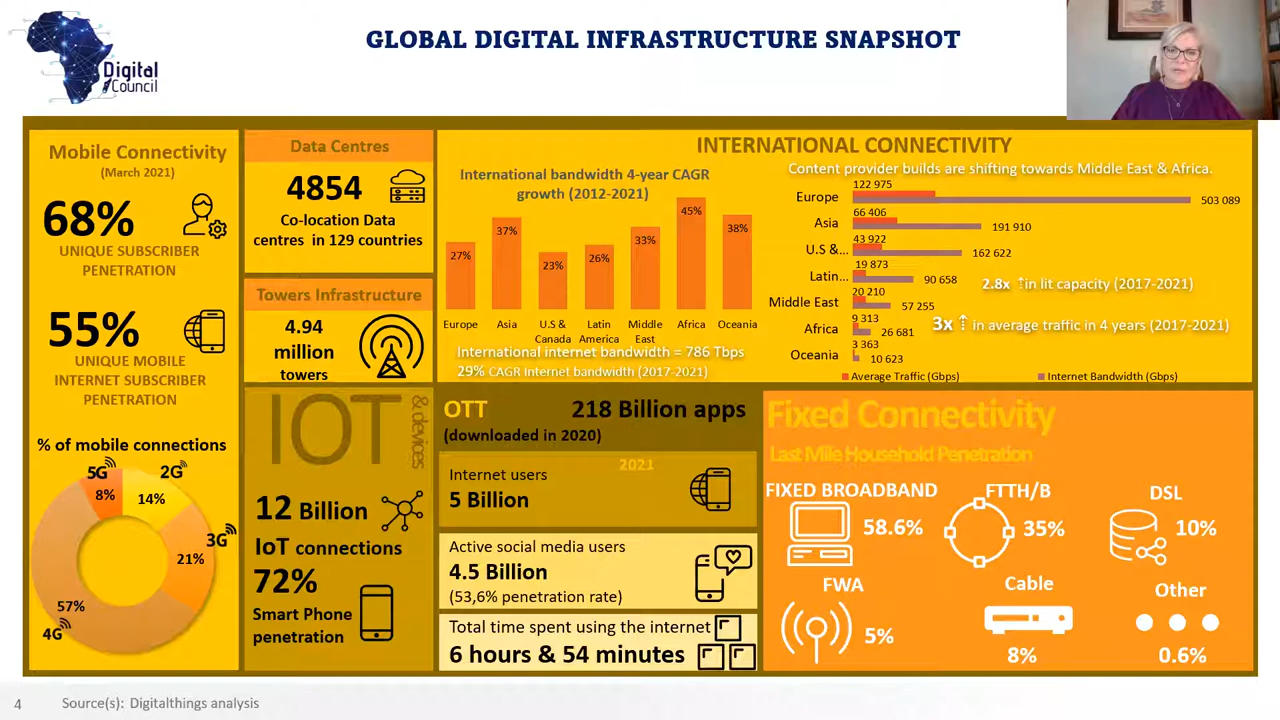 Digital
Council
GLOBAL DIGITAL INFRASTRUCTURE SNAPSHOT
Mobile Connectivity
(March 2021)
68%
UNIQUE SUBSCRIBER
PENETRATION
55%
UNIQUE MOBILE
INTERNET SUBSCRIBER
PENETRATION
% of mobile connections
5G
2G
8%
14%
3G
21%
57%
4G
Data Centres
4854
Co-location Data
centres in 129 countries
Towers Infrastructure
4.94
million
towers
IOT
& devices
12 Billion
IoT connections
72%
Smart Phone
penetration
INTERNATIONAL CONNECTIVITY
International bandwidth 4-year CAGR
growth (2012-2021)
27%
37%
23%
26%
33%
45%
38%
Europe
Asia
U.S &
Canada
Latin
America
Middle
East
Africa
Oceania
International internet bandwidth = 786 Tbps
29% CAGR Internet bandwidth (2017-2021)
Content provider builds are shifting towards Middle East & Africa.
Europe 122 975 503 089
Asia 66 406 191 910
U.S &... 43 922 162 622
Latin... 19 873 90 658
2.8x ⇡in lit capacity (2017-2021)
Middle East 20 210 57 255
Africa 9 313 26 681
3x ⇡ in average traffic in 4 years (2017-2021)
Oceania 3 363 10 623
Average Traffic (Gbps)
Internet Bandwidth (Gbps)
OTT 218 Billion apps
(downloaded in 2020)
2021
Internet users
5 Billion
Active social media users
4.5 Billion
(53,6% penetration rate)
Total time spent using the internet
6 hours & 54 minutes
Fixed Connectivity
Last Mile Household Penetration
FIXED BROADBAND
58.6%
FTTH/B
35%
DSL
10%
FWA
5%
Cable
8%
Other
0.6%
4
Source(s): Digitalthings analysis